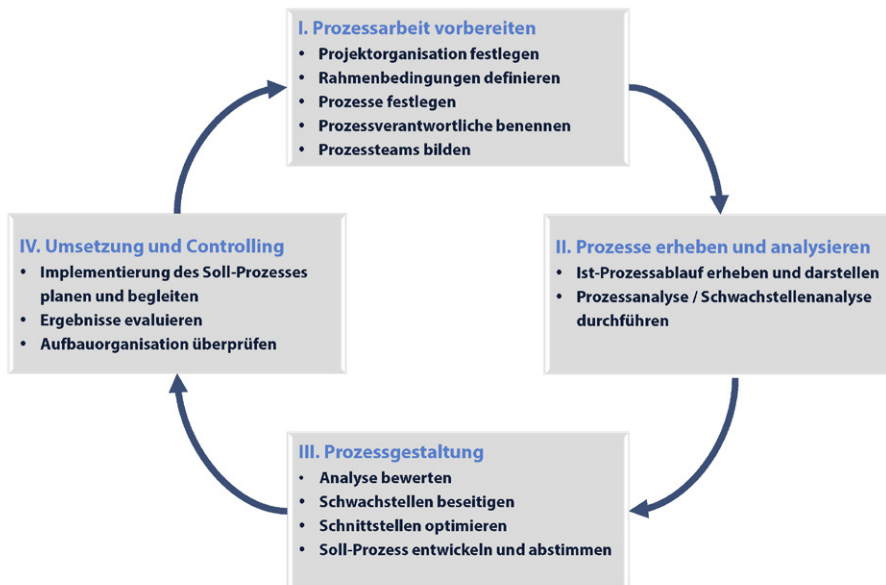 I. Prozessarbeit vorbereiten
• Projektorganisation festlegen
• Rahmenbedingungen definieren
• Prozesse festlegen
• Prozessverantwortliche benennen
• Prozessteams bilden
II. Prozesse erheben und analysieren
• Ist-Prozessablauf erheben und darstellen
• Prozessanalyse / Schwachstellenanalyse
durchführen
III. Prozessgestaltung
• Analyse bewerten
• Schwachstellen beseitigen
• Schnittstellen optimieren
• Soll-Prozess entwickeln und abstimmen
IV. Umsetzung und Controlling
• Implementierung des Soll-Prozesses
planen und begleiten
• Ergebnisse evaluieren
• Aufbauorganisation überprüfen